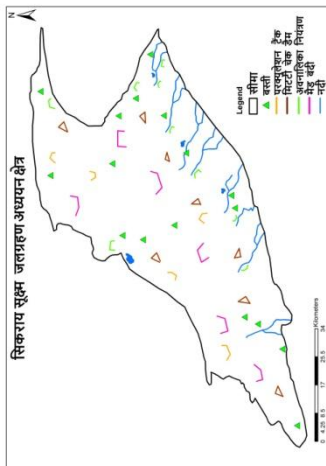 सिकराय सूक्ष्म जलग्रहण अध्ययन क्षेत्र
N
Legend
सीमा
बस्ती
परक्यूलेशन ट्रैंक
मिटटी चेक डैम
अवनालिका नियंत्रण
मैड़ बंदी
नदी
0 4.25 8.5 17 25.5 34
Kilometers